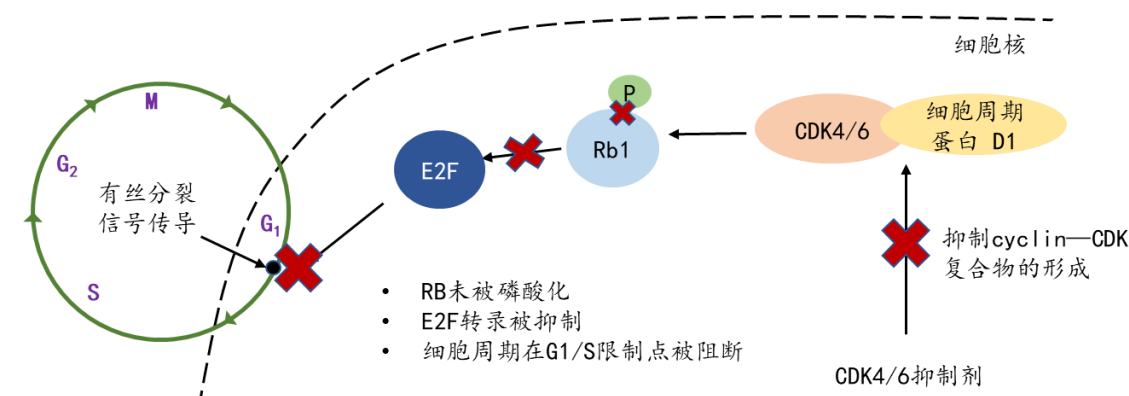 细胞核
M
G2
S
G1
有丝分裂
信号传导
E2F
P
Rb1
CDK4/6
细胞周期
蛋白 D1
抑制cyclin—CDK
复合物的形成
CDK4/6抑制剂
• RB未被磷酸化
• E2F转录被抑制
• 细胞周期在G1/S限制点被阻断